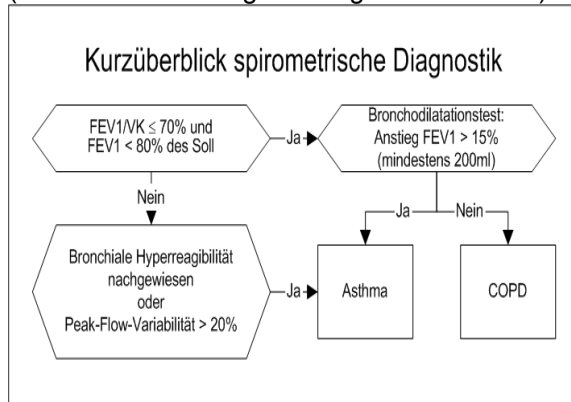 Kurzüberblick spirometrische Diagnostik
FEV1/VK ≤ 70% und
FEV1 < 80% des Soll
Ja
Bronchodilatationstest:
Anstieg FEV1 > 15%
(mindestens 200ml)
Nein
Ja
Nein
Bronchiale Hyperreagibilität
nachgewiesen
oder
Peak-Flow-Variabilität > 20%
Ja
Asthma
COPD